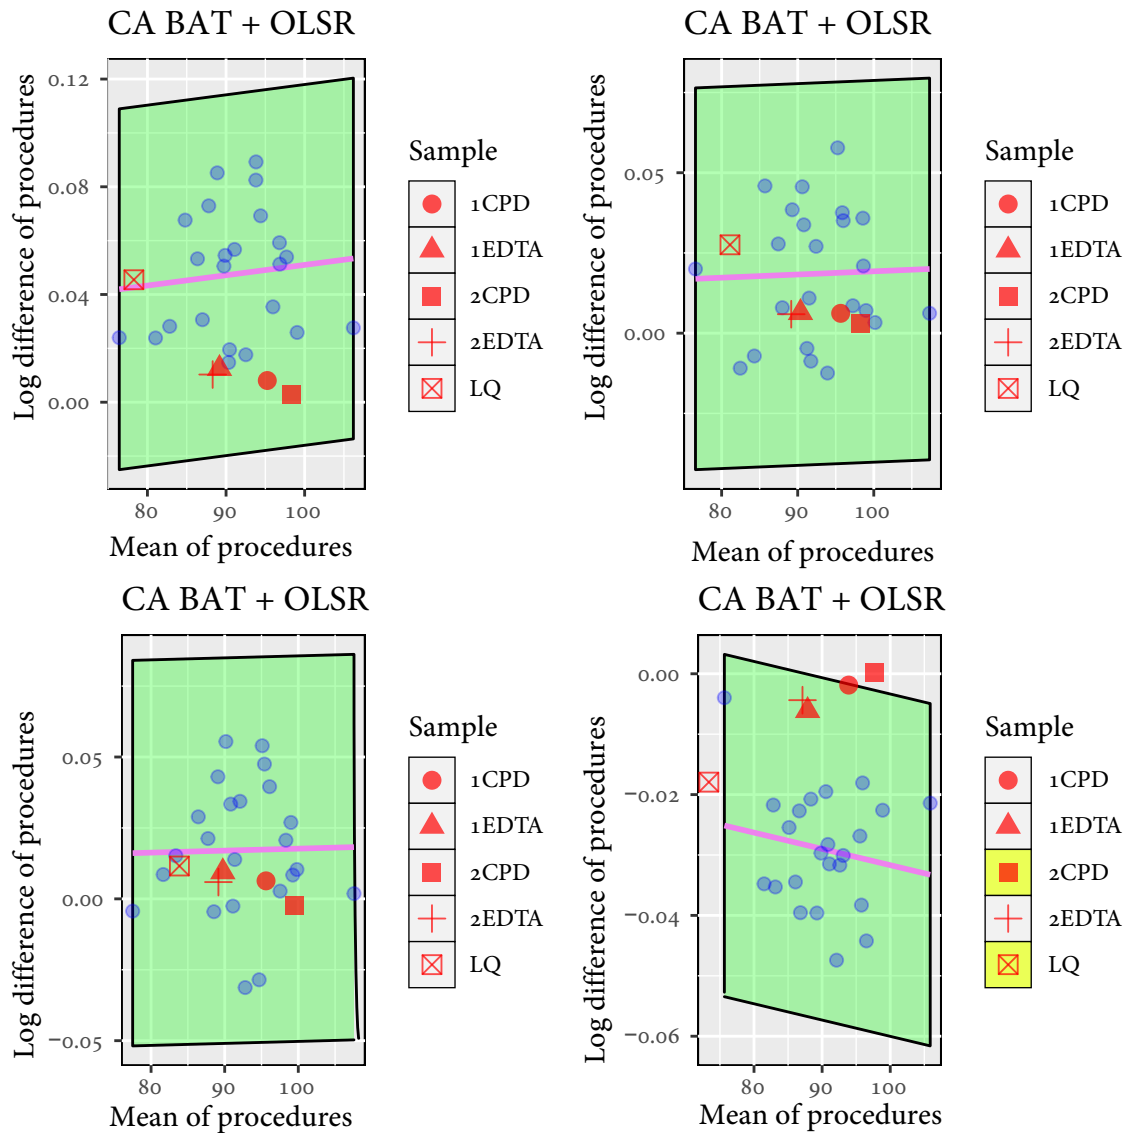 CA BAT + OLSR
Log difference of procedures
0.12
0.08
0.04
0.00
80
90
100
Mean of procedures
Sample
1CPD
1EDTA
2CPD
2EDTA
LQ
CA BAT + OLSR
Log difference of procedures
0.05
0.00
80
90
100
Mean of procedures
Sample
1CPD
1EDTA
2CPD
2EDTA
LQ
CA BAT + OLSR
Log difference of procedures
0.05
0.00
−0.05
80
90
100
Mean of procedures
Sample
1CPD
1EDTA
2CPD
2EDTA
LQ
CA BAT + OLSR
Log difference of procedures
0.00
−0.02
−0.04
−0.06
80
90
100
Mean of procedures
Sample
1CPD
1EDTA
2CPD
2EDTA
LQ